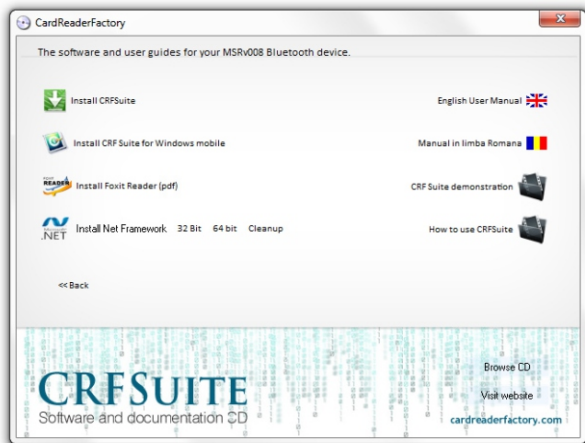 CardReaderFactory
The software and user guides for your MSRv008 Bluetooth device.
Install CRFSuite
English User Manual
Install CRF Suite for Windows mobile
Manual in limba Romana
FOXIT READER
Install Foxit Reader (pdf)
CRF Suite demonstration
Microsoft .NET
Install Net Framework 32 Bit 64 bit Cleanup
How to use CRFSuite
<< Back
CRFSUITE
Software and documentation CD
Browse CD
Visit website
cardreaderfactory.com